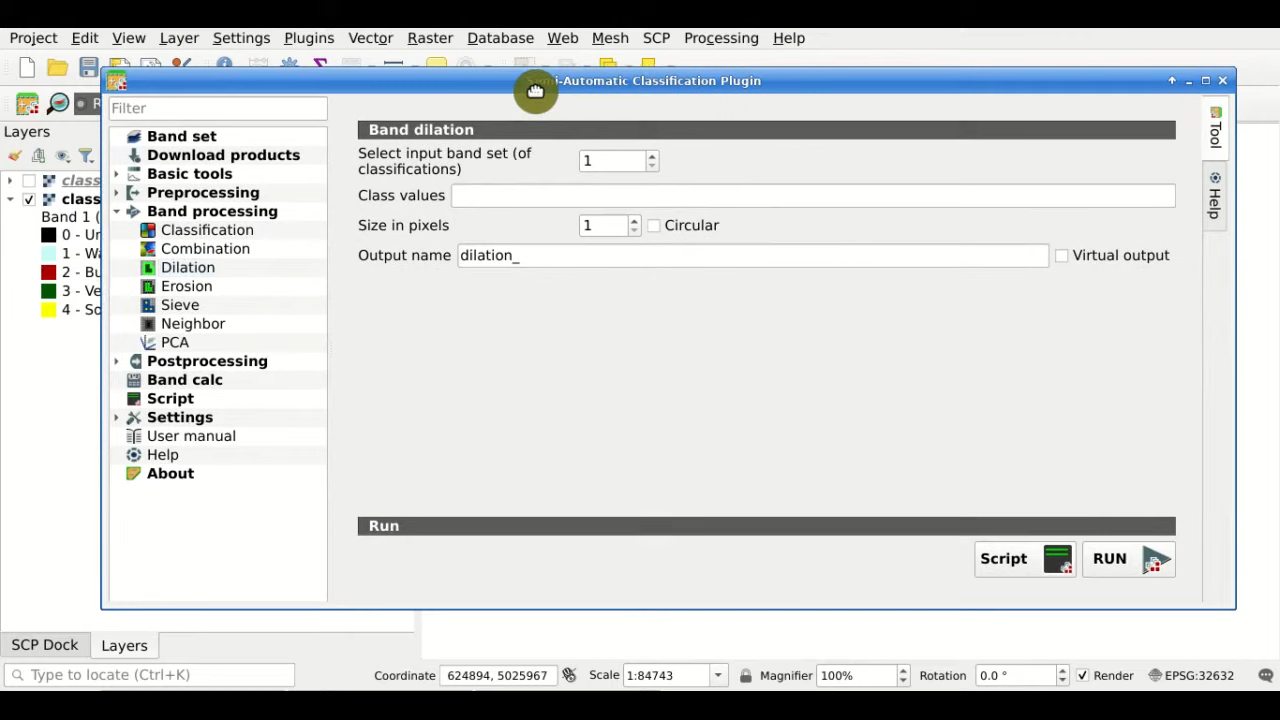 Project Edit View Layer Settings Plugins Vector Raster Database Web Mesh SCP Processing Help
-Automatic Classification Plugin
Filter
Layers
class
class
Band 1 (
0 - Ur
1 - Wa
2 - Bu
3 - Ve
4 - So
Band set
Download products
Basic tools
Preprocessing
Band processing
Classification
Combination
Dilation
Erosion
Sieve
Neighbor
PCA
Postprocessing
Band calc
Script
Settings
User manual
Help
About
Band dilation
Select input band set (of
classifications)
1
Class values
Size in pixels 1 Circular
Output name dilation_ Virtual output
Run
Script RUN
Tool
Help
SCP Dock Layers
Type to locate (Ctrl+K) Coordinate 624894, 5025967 Scale 1:84743 Magnifier 100% Rotation 0.0 ° Render EPSG:32632